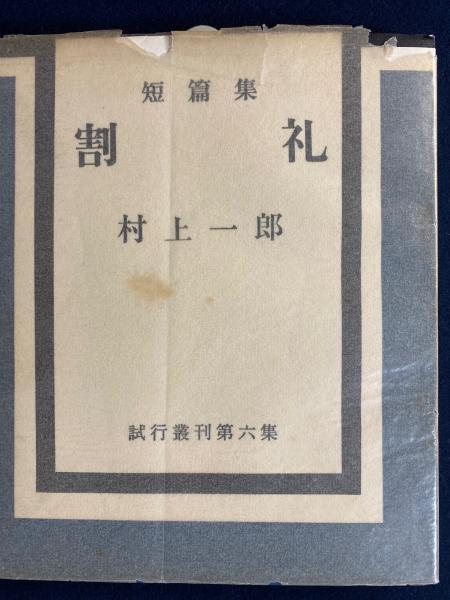 短篇集
割礼
村上一郎
試行叢刊第六集